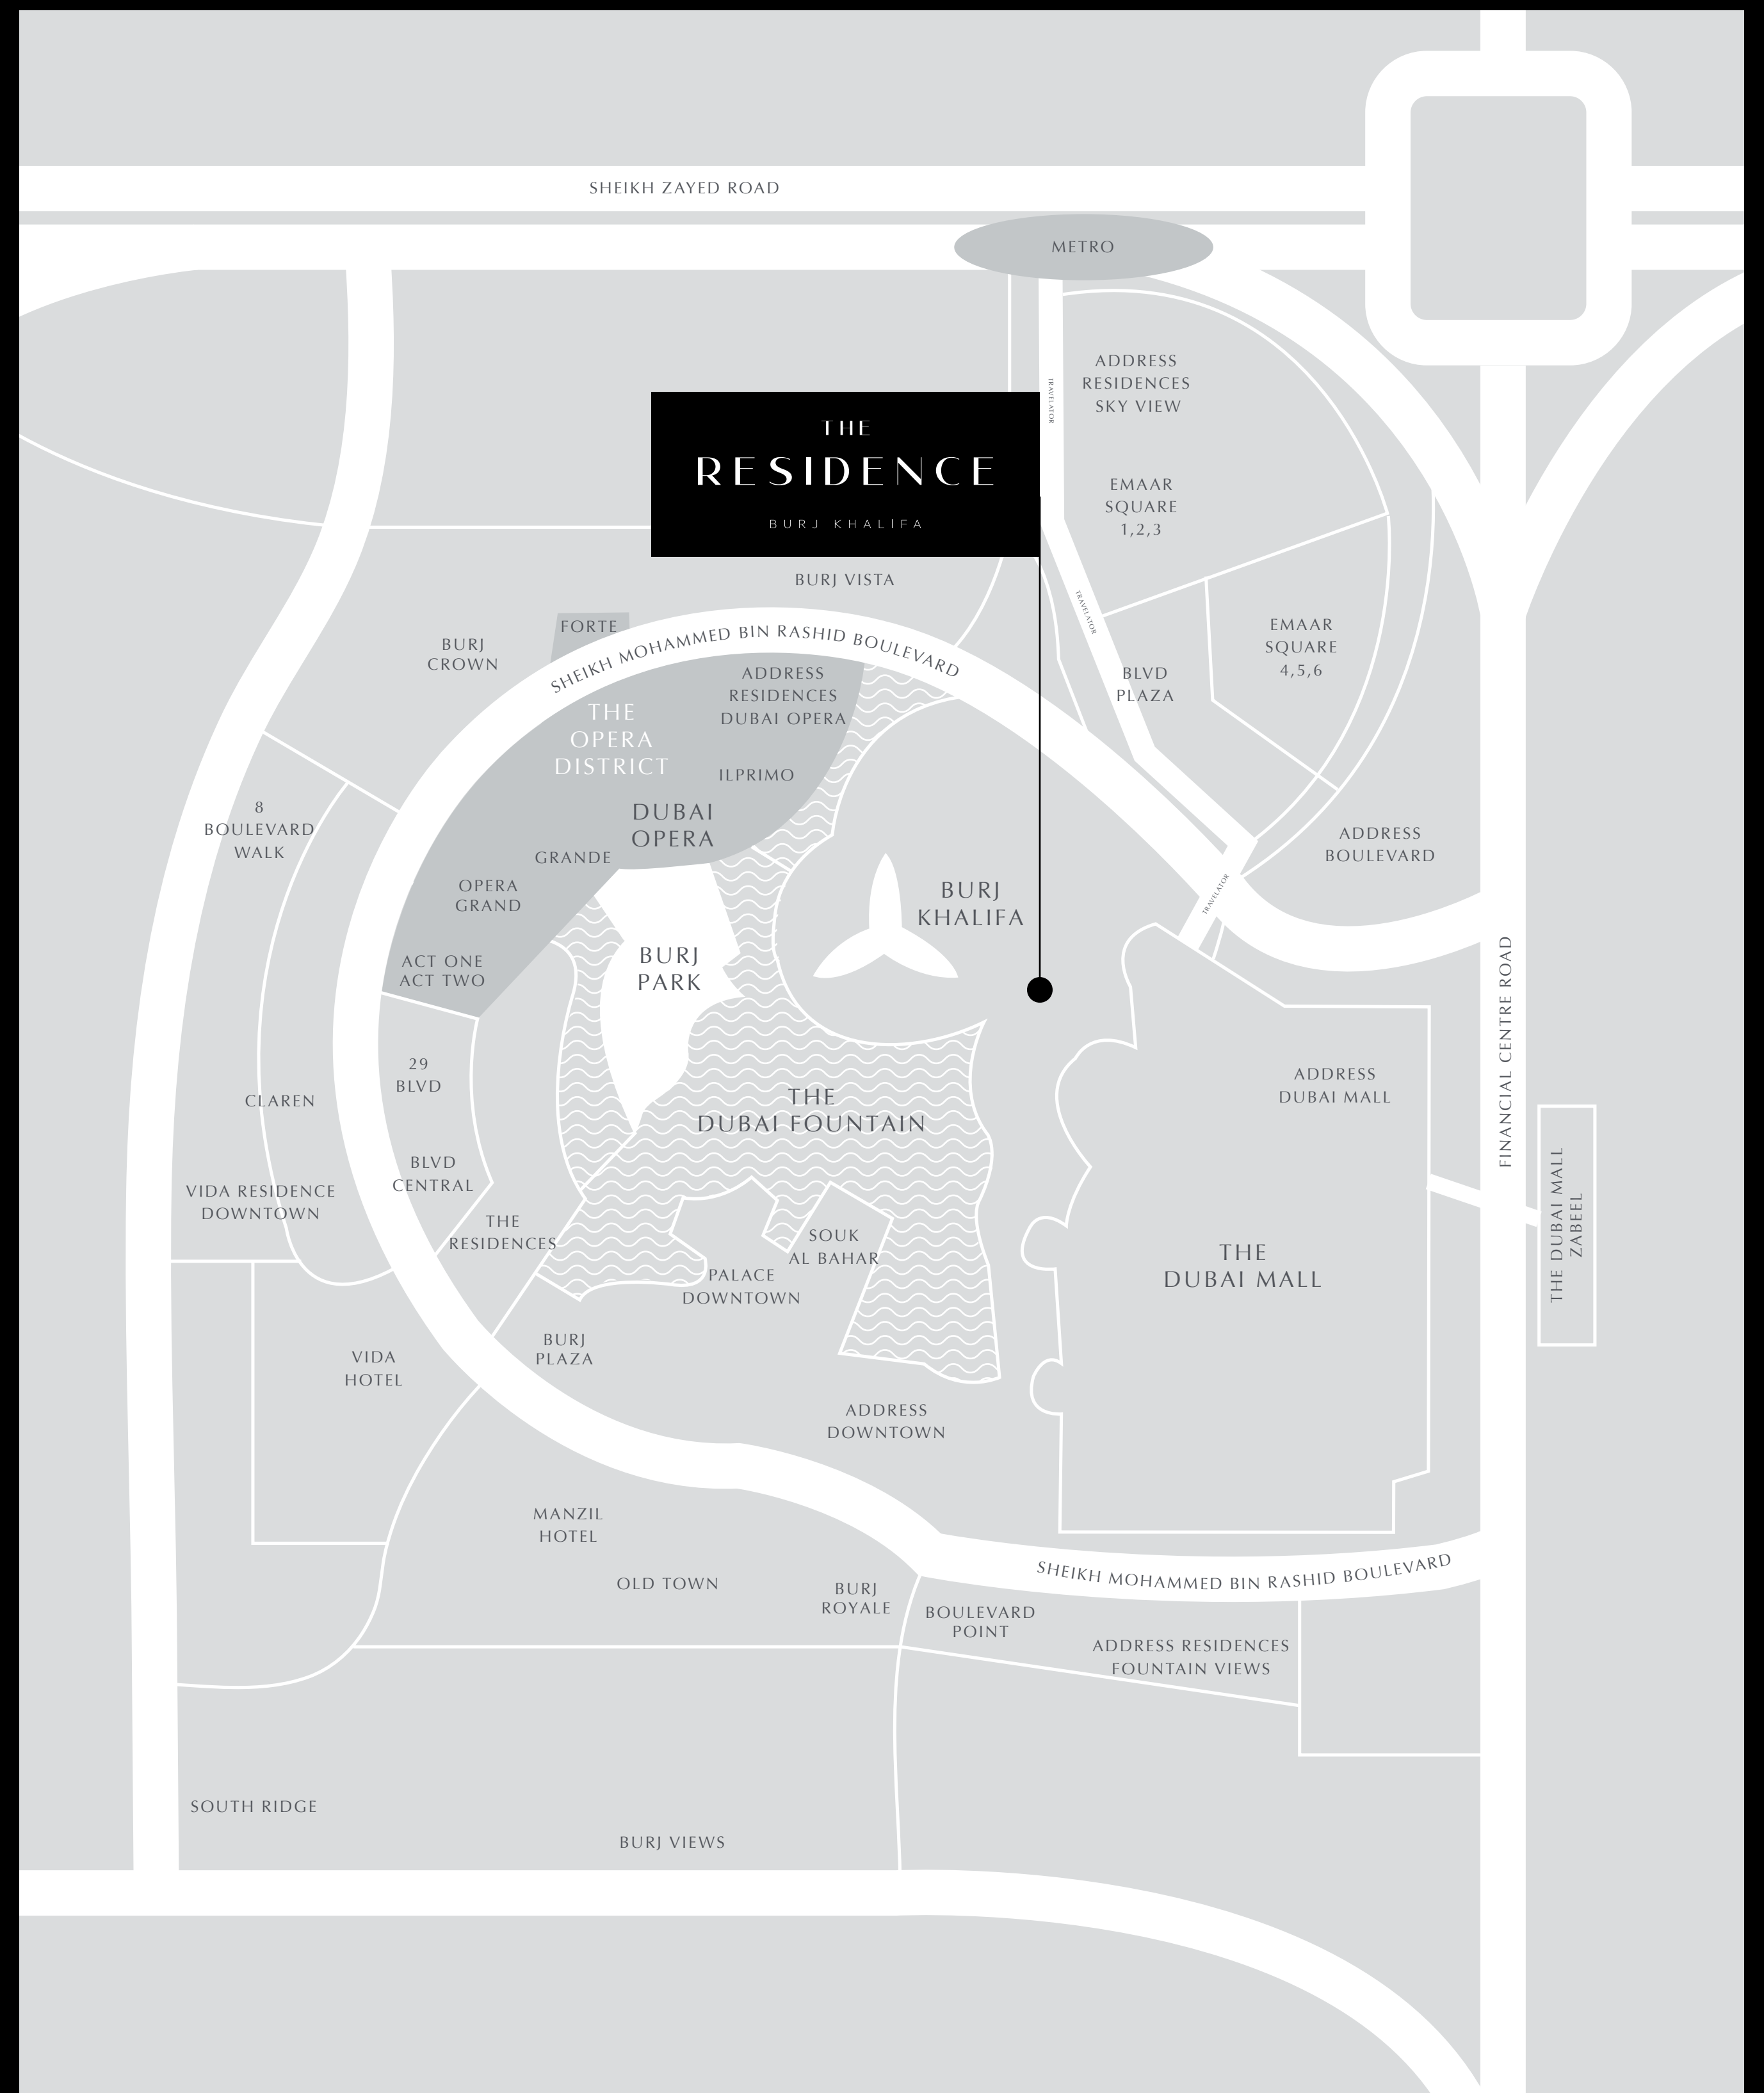 SHEIKH ZAYED ROAD
METRO
TRAVELATOR
ADDRESS
RESIDENCES
SKY VIEW
THE
RESIDENCE
BURJ KHALIFA
EMAAR
SQUARE
1,2,3
BURJ VISTA
TRAVELATOR
FORTE
SHEIKH MOHAMMED BIN RASHID BOULEVARD
BURJ
CROWN
EMAAR
SQUARE
4,5,6
ADDRESS
RESIDENCES
DUBAI OPERA
BLVD
PLAZA
THE
OPERA
DISTRICT
ILPRIMO
8
BOULEVARD
WALK
DUBAI
OPERA
ADDRESS
BOULEVARD
GRANDE
OPERA
GRAND
BURJ
KHALIFA
TRAVELATOR
ACT ONE
ACT TWO
BURJ
PARK
FINANCIAL CENTRE ROAD
29
BLVD
ADDRESS
DUBAI MALL
CLAREN
THE
DUBAI FOUNTAIN
BLVD
CENTRAL
VIDA RESIDENCE
DOWNTOWN
THE
RESIDENCES
SOUK
AL BAHAR
THE DUBAI MALL
ZABEEL
THE
DUBAI MALL
PALACE
DOWNTOWN
BURJ
PLAZA
VIDA
HOTEL
ADDRESS
DOWNTOWN
MANZIL
HOTEL
OLD TOWN
BURJ
ROYALE
SHEIKH MOHAMMED BIN RASHID BOULEVARD
BOULEVARD
POINT
ADDRESS RESIDENCES
FOUNTAIN VIEWS
SOUTH RIDGE
BURJ VIEWS